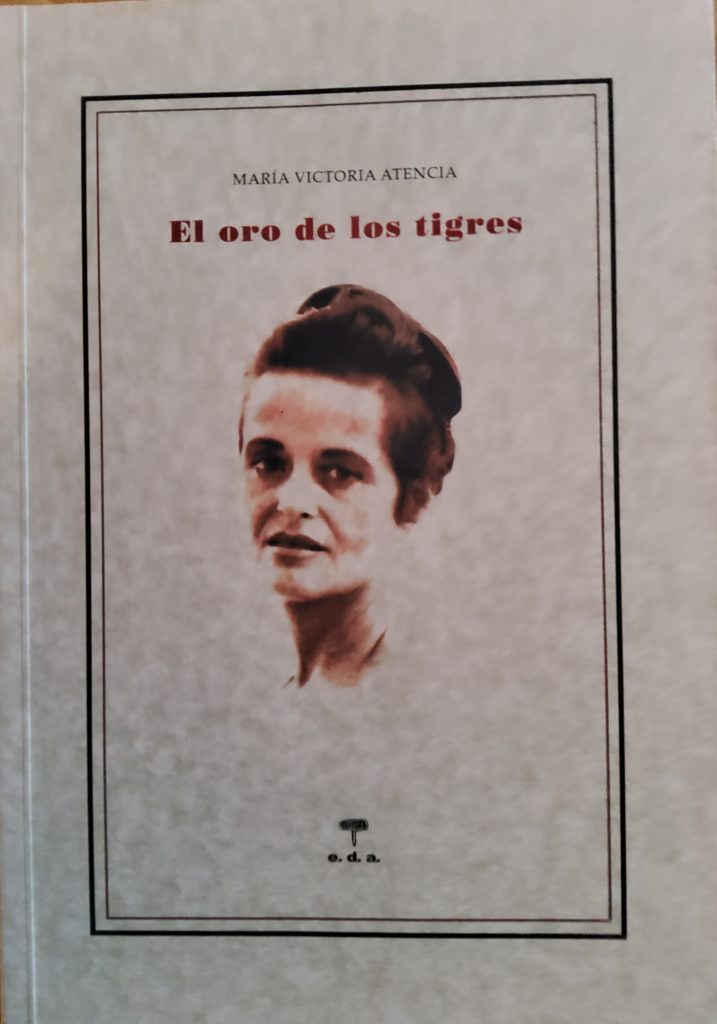 MARÍA VICTORIA ATENCIA
El oro de los tigres
e. d. a.